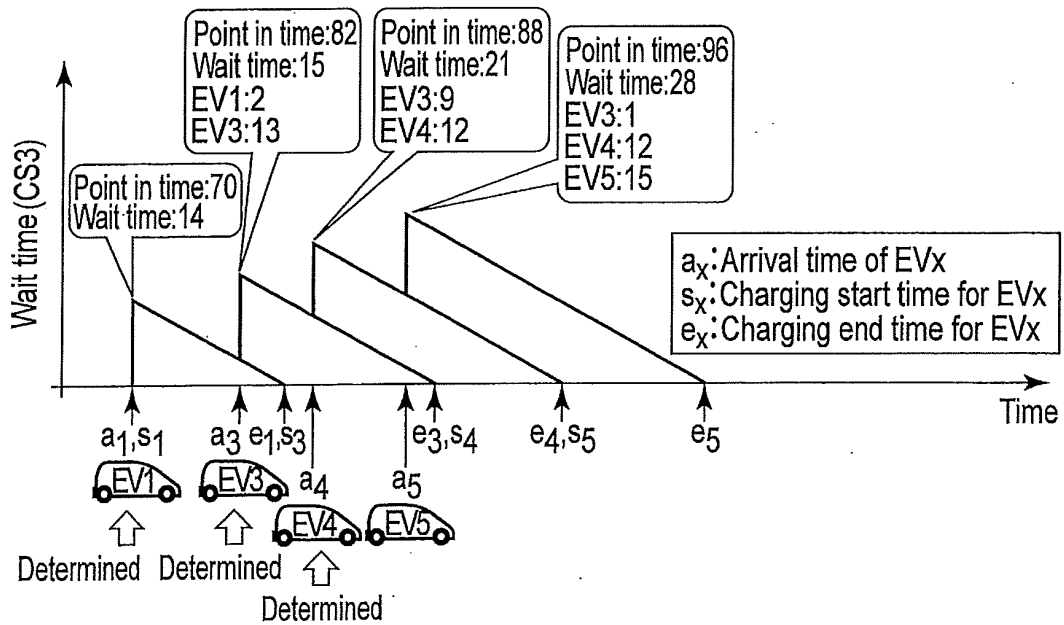 Point in time:82
Wait time:15
EV1:2
EV3:13
Point in time:88
Wait time:21
EV3:9
EV4:12
Point in time:96
Wait time:28
EV3:1
EV4:12
EV5:15
Point in time:70
Wait time:14
Wait time (CS3)
ax:Arrival time of EVx
sx:Charging start time for EVx
ex:Charging end time for EVx
Time
a1,s1
a3
e1,s3
a4
a5
e3,s4
e4,s5
e5
EV1
EV3
EV4
EV5
Determined
Determined
Determined